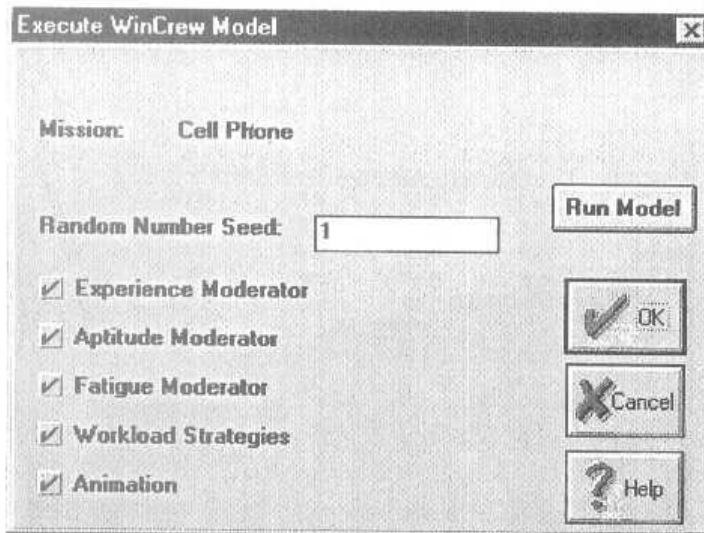 Execute WinCrew Model
Mission: Cell Phone
Random Number Seed: 1
Run Model
Experience Moderator
Aptitude Moderator
Fatigue Moderator
Workload Strategies
Animation
OK
Cancel
Help